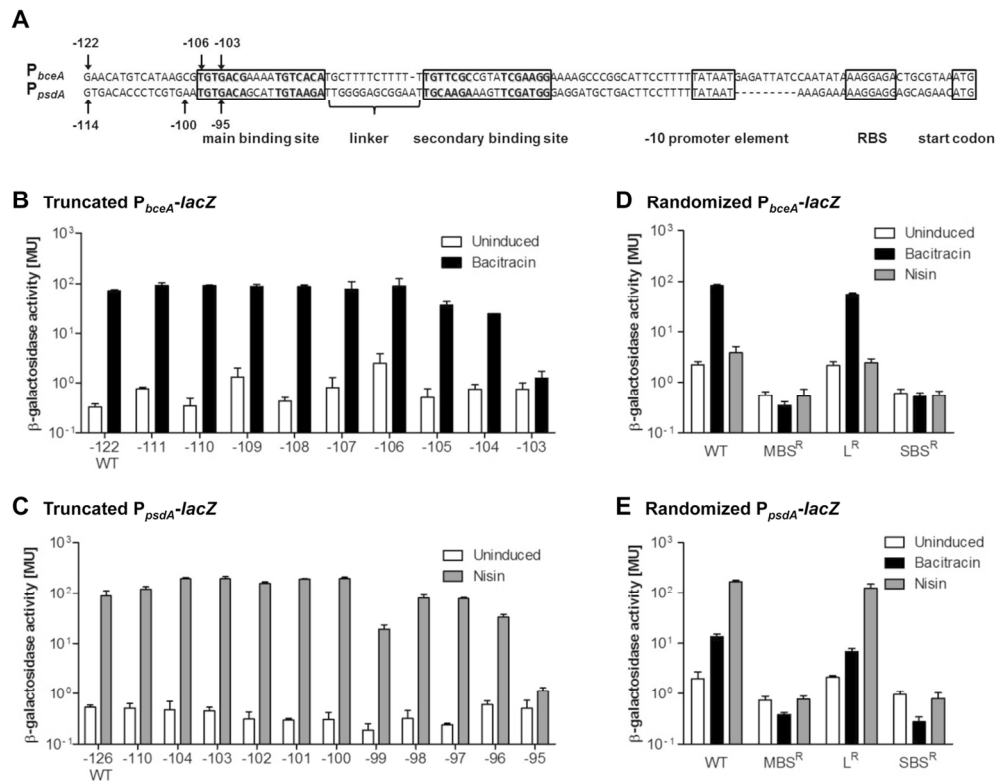 A
-122 -106 -103
PbceA GAACATGTCATAAGCGTGTGACGAAAATGTCACATGCTTTTCTTTT-TTGTTCGCCGTATCGAAGGAAAAGCCCGGCATTCCTTTTTATAATGAGATTATCCAATATAAAGGAGACTGCGTAAATG
PpsdA GTGACACCCTCGTGAATGTGACAGCATTGTAAGATTGGGGAGCGGAATTGCAAGAAAGTTCGATGGGAGGATGCTGACTTCCTTTTTATAAT---------AAAGAAAAAGGAGGAGCAGAACATG
-114 -100 -95
main binding site linker secondary binding site -10 promoter element RBS start codon
B Truncated PbceA-lacZ
β-galactosidase activity [MU]
10³
10²
10¹
10⁰
10⁻¹
Uninduced
Bacitracin
-122 -111 -110 -109 -108 -107 -106 -105 -104 -103
WT
D Randomized PbceA-lacZ
β-galactosidase activity [MU]
10³
10²
10¹
10⁰
10⁻¹
Uninduced
Bacitracin
Nisin
WT MBSᴿ Lᴿ SBSᴿ
C Truncated PpsdA-lacZ
β-galactosidase activity [MU]
10³
10²
10¹
10⁰
10⁻¹
Uninduced
Nisin
-126 -110 -104 -103 -102 -101 -100 -99 -98 -97 -96 -95
WT
E Randomized PpsdA-lacZ
β-galactosidase activity [MU]
10³
10²
10¹
10⁰
10⁻¹
Uninduced
Bacitracin
Nisin
WT MBSᴿ Lᴿ SBSᴿ